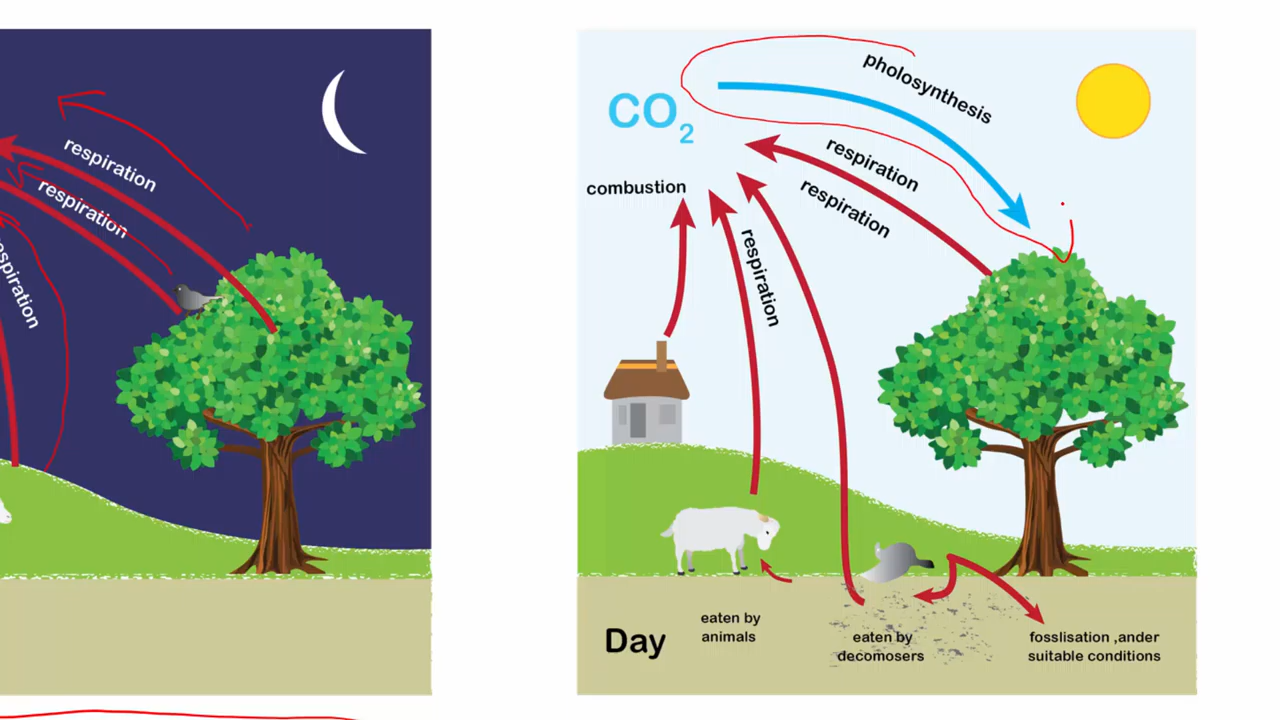 respiration
respiration
respiration
pholosynthesis
CO2
respiration
combustion
respiration
respiration
eaten by
animals
Day
eaten by
decomosers
fosslisation ,ander
suitable conditions